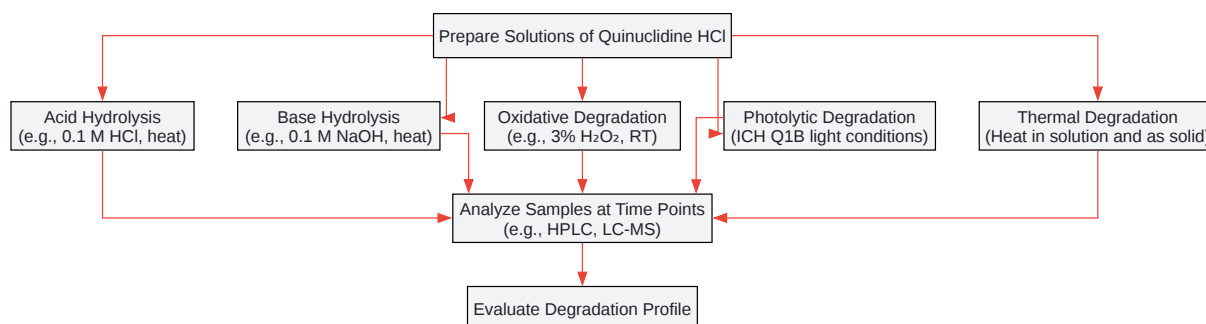 Prepare Solutions of Quinuclidine HCl
Acid Hydrolysis
(e.g., 0.1 M HCl, heat)
Base Hydrolysis
(e.g., 0.1 M NaOH, heat)
Oxidative Degradation
(e.g., 3% H₂O₂, RT)
Photolytic Degradation
(ICH Q1B light conditions)
Thermal Degradation
(Heat in solution and as solid)
Analyze Samples at Time Points
(e.g., HPLC, LC-MS)
Evaluate Degradation Profile